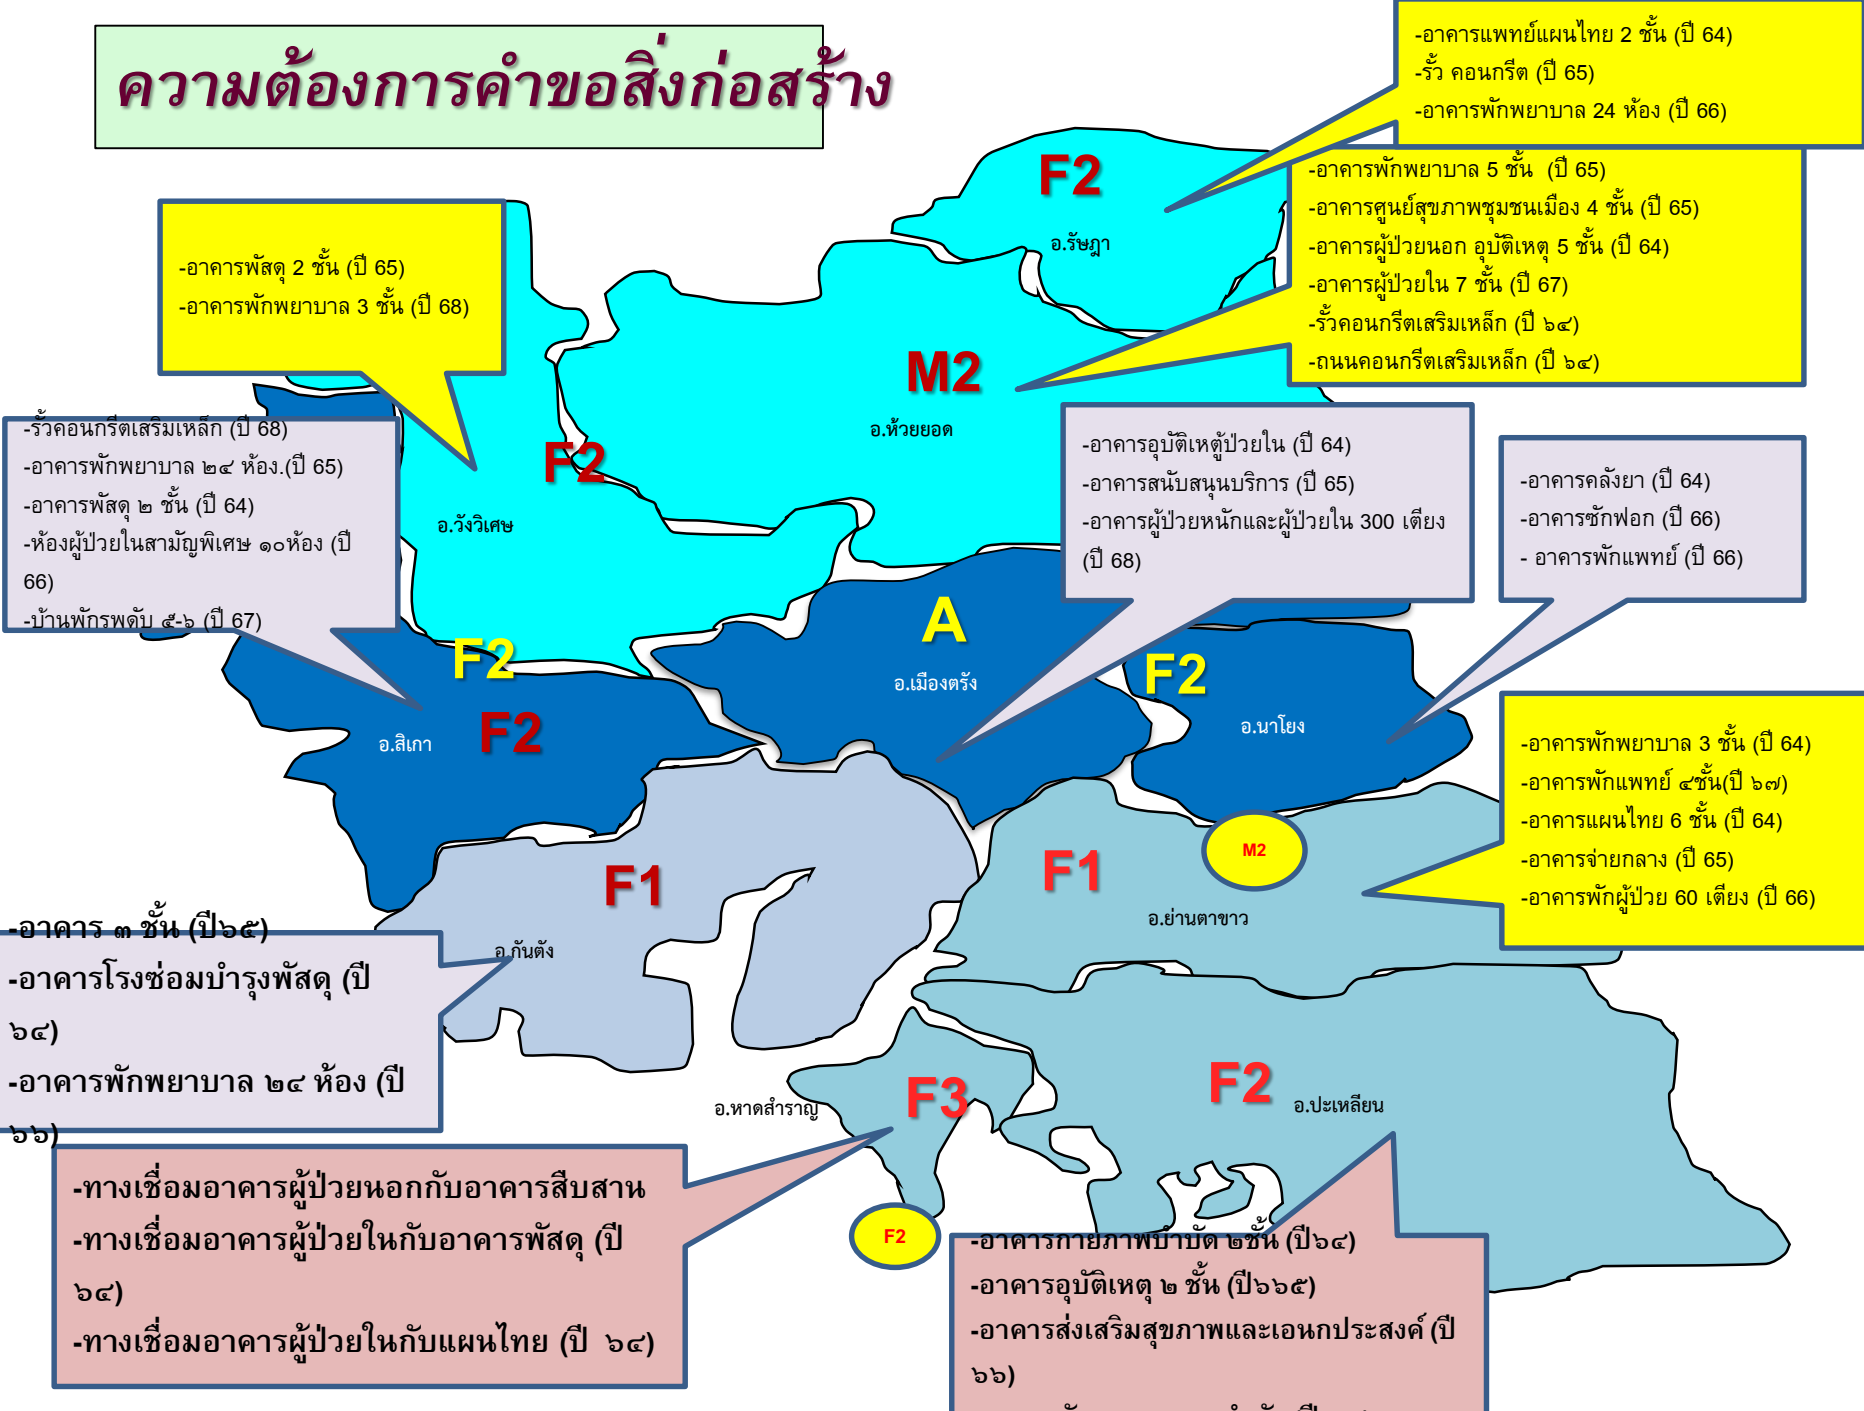 ความต้องการคำขอสิ่งก่อสร้าง
-อาคารแพทย์แผนไทย 2 ชั้น (ปี 64)
-รั้ว คอนกรีต (ปี 65)
-อาคารพักพยาบาล 24 ห้อง (ปี 66)
F2
อ.รัษฎา
-อาคารพักพยาบาล 5 ชั้น (ปี 65)
-อาคารศูนย์สุขภาพชุมชนเมือง 4 ชั้น (ปี 65)
-อาคารผู้ป่วยนอก อุบัติเหตุ 5 ชั้น (ปี 64)
-อาคารผู้ป่วยใน 7 ชั้น (ปี 67)
-รั้วคอนกรีตเสริมเหล็ก (ปี ๖๔)
-ถนนคอนกรีตเสริมเหล็ก (ปี ๖๔)
-อาคารพัสดุ 2 ชั้น (ปี 65)
-อาคารพักพยาบาล 3 ชั้น (ปี 68)
M2
อ.ห้วยยอด
F2
อ.วังวิเศษ
-รั้วคอนกรีตเสริมเหล็ก (ปี 68)
-อาคารพักพยาบาล ๒๔ ห้อง.(ปี 65)
-อาคารพัสดุ ๒ ชั้น (ปี 64)
-ห้องผู้ป่วยในสามัญพิเศษ ๑๐ห้อง (ปี
66)
-บ้านพักรพดับ ๕-๖ (ปี 67)
-อาคารอุบัติเหตู้ป่วยใน (ปี 64)
-อาคารสนับสนุนบริการ (ปี 65)
-อาคารผู้ป่วยหนักและผู้ป่วยใน 300 เตียง
(ปี 68)
-อาคารคลังยา (ปี 64)
-อาคารซักฟอก (ปี 66)
- อาคารพักแพทย์ (ปี 66)
A
อ.เมืองตรัง
F2
F2
อ.สิเกา
F2
อ.นาโยง
-อาคารพักพยาบาล 3 ชั้น (ปี 64)
-อาคารพักแพทย์ ๔ชั้น(ปี ๖๗)
-อาคารแผนไทย 6 ชั้น (ปี 64)
-อาคารจ่ายกลาง (ปี 65)
-อาคารพักผู้ป่วย 60 เตียง (ปี 66)
M2
F1
อ.ย่านตาขาว
F1
อ.กันตัง
-อาคาร ๓ ชั้น (ปี๖๕)
-อาคารโรงซ่อมบำรุงพัสดุ (ปี
๖๔)
-อาคารพักพยาบาล ๒๔ ห้อง (ปี
๖๖)
F3
อ.หาดสำราญ
F2
อ.ปะเหลียน
F2
-ทางเชื่อมอาคารผู้ป่วยนอกกับอาคารสืบสาน
-ทางเชื่อมอาคารผู้ป่วยในกับอาคารพัสดุ (ปี
๖๔)
-ทางเชื่อมอาคารผู้ป่วยในกับแผนไทย (ปี ๖๔)
-อาคารกายภาพบำบัด ๒ชั้น (ปี๖๔)
-อาคารอุบัติเหตุ ๒ ชั้น (ปี๖๖๕)
-อาคารส่งเสริมสุขภาพและเอนกประสงค์ (ปี
๖๖)